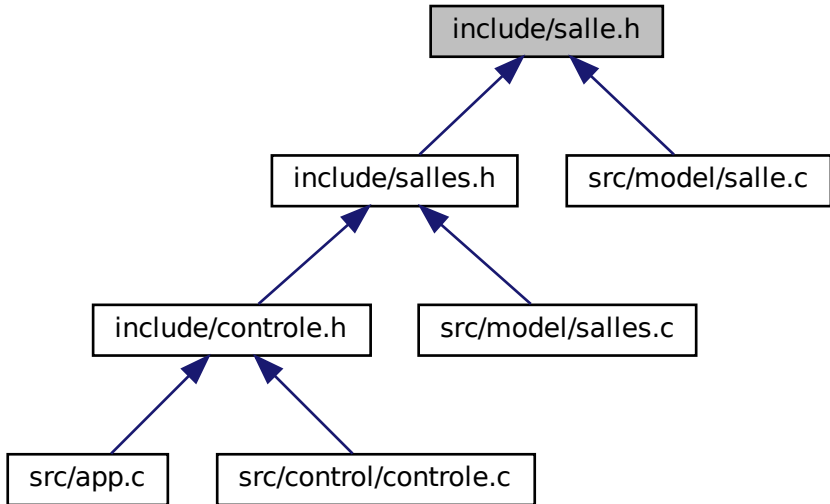 include/salle.h
include/salles.h
src/model/salle.c
include/controle.h
src/model/salles.c
src/app.c
src/control/controle.c